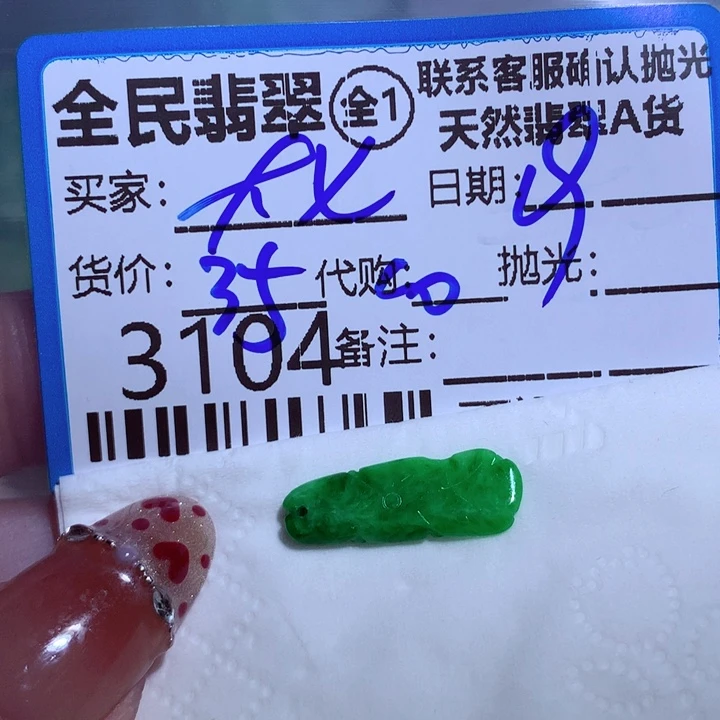 全民翡翠 全1 联系客服确认抛光
天然翡翠A货
买家： 日期：
货价：35 代购： 抛光：
3104 备注：